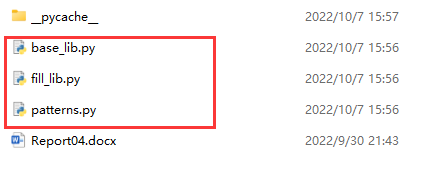 __pycache__ 2022/10/7 15:57
base_lib.py 2022/10/7 15:56
fill_lib.py 2022/10/7 15:56
patterns.py 2022/10/7 15:56
Report04.docx 2022/9/30 21:43